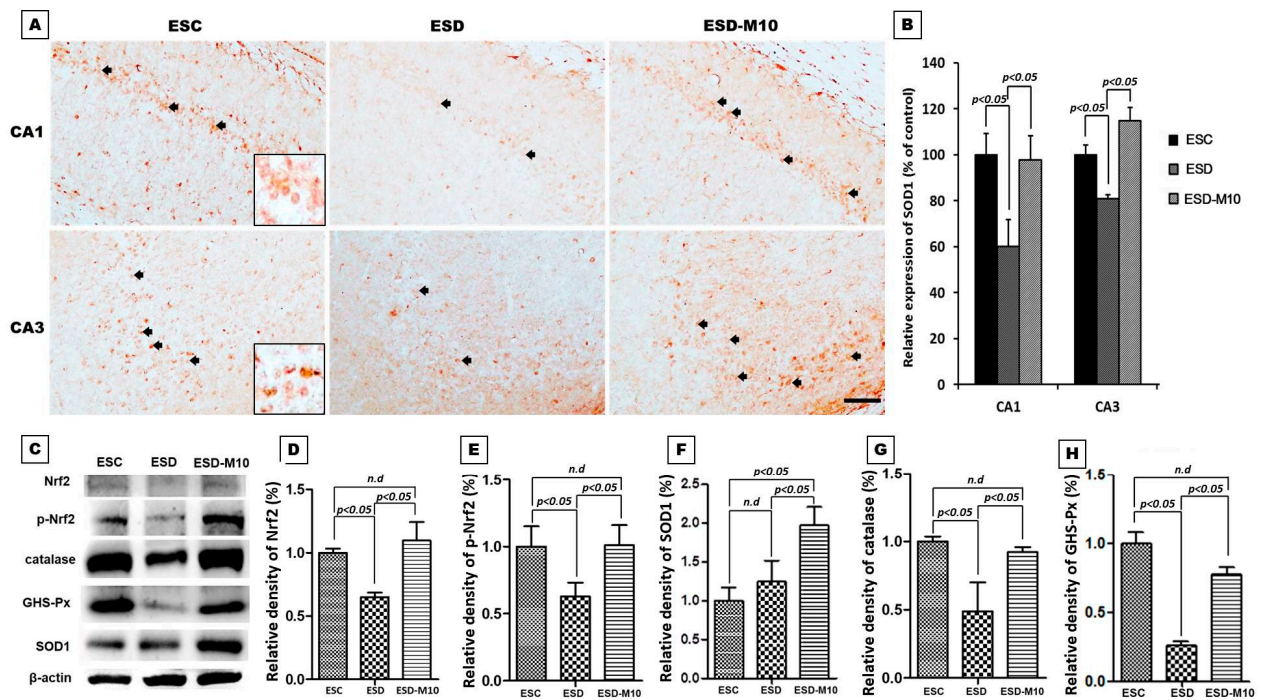 A
ESC
ESD
ESD-M10
CA1
CA3
B
Relative expression of SOD1 (% of control)
140
120
100
80
60
40
20
0
p<0.05
p<0.05
p<0.05
p<0.05
CA1
CA3
ESC
ESD
ESD-M10
C
ESC ESD ESD-M10
Nrf2
p-Nrf2
catalase
GHS-Px
SOD1
β-actin
D
Relative density of Nrf2 (%)
1.5
1.0
0.5
0.0
n.d
p<0.05
p<0.05
ESC ESD ESD-M10
E
Relative density of p-Nrf2 (%)
1.5
1.0
0.5
0.0
n.d
p<0.05
p<0.05
ESC ESD ESD-M10
F
Relative density of SOD1 (%)
2.5
2.0
1.5
1.0
0.5
0.0
p<0.05
n.d
p<0.05
ESC ESD ESD-M10
G
Relative density of catalase (%)
1.5
1.0
0.5
0.0
n.d
p<0.05
p<0.05
ESC ESD ESD-M10
H
Relative density of GHS-Px (%)
1.5
1.0
0.5
0.0
n.d
p<0.05
p<0.05
ESC ESD ESD-M10